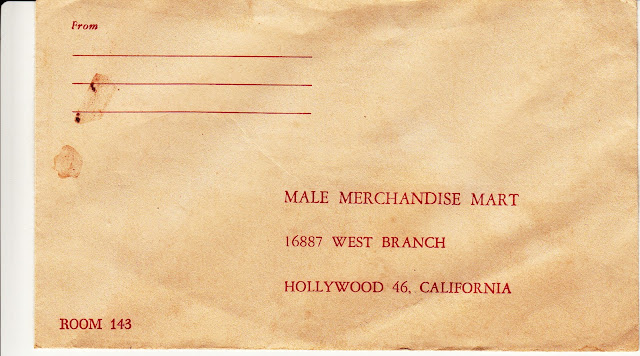 From
MALE MERCHANDISE MART
16887 WEST BRANCH
HOLLYWOOD 46, CALIFORNIA
ROOM 143